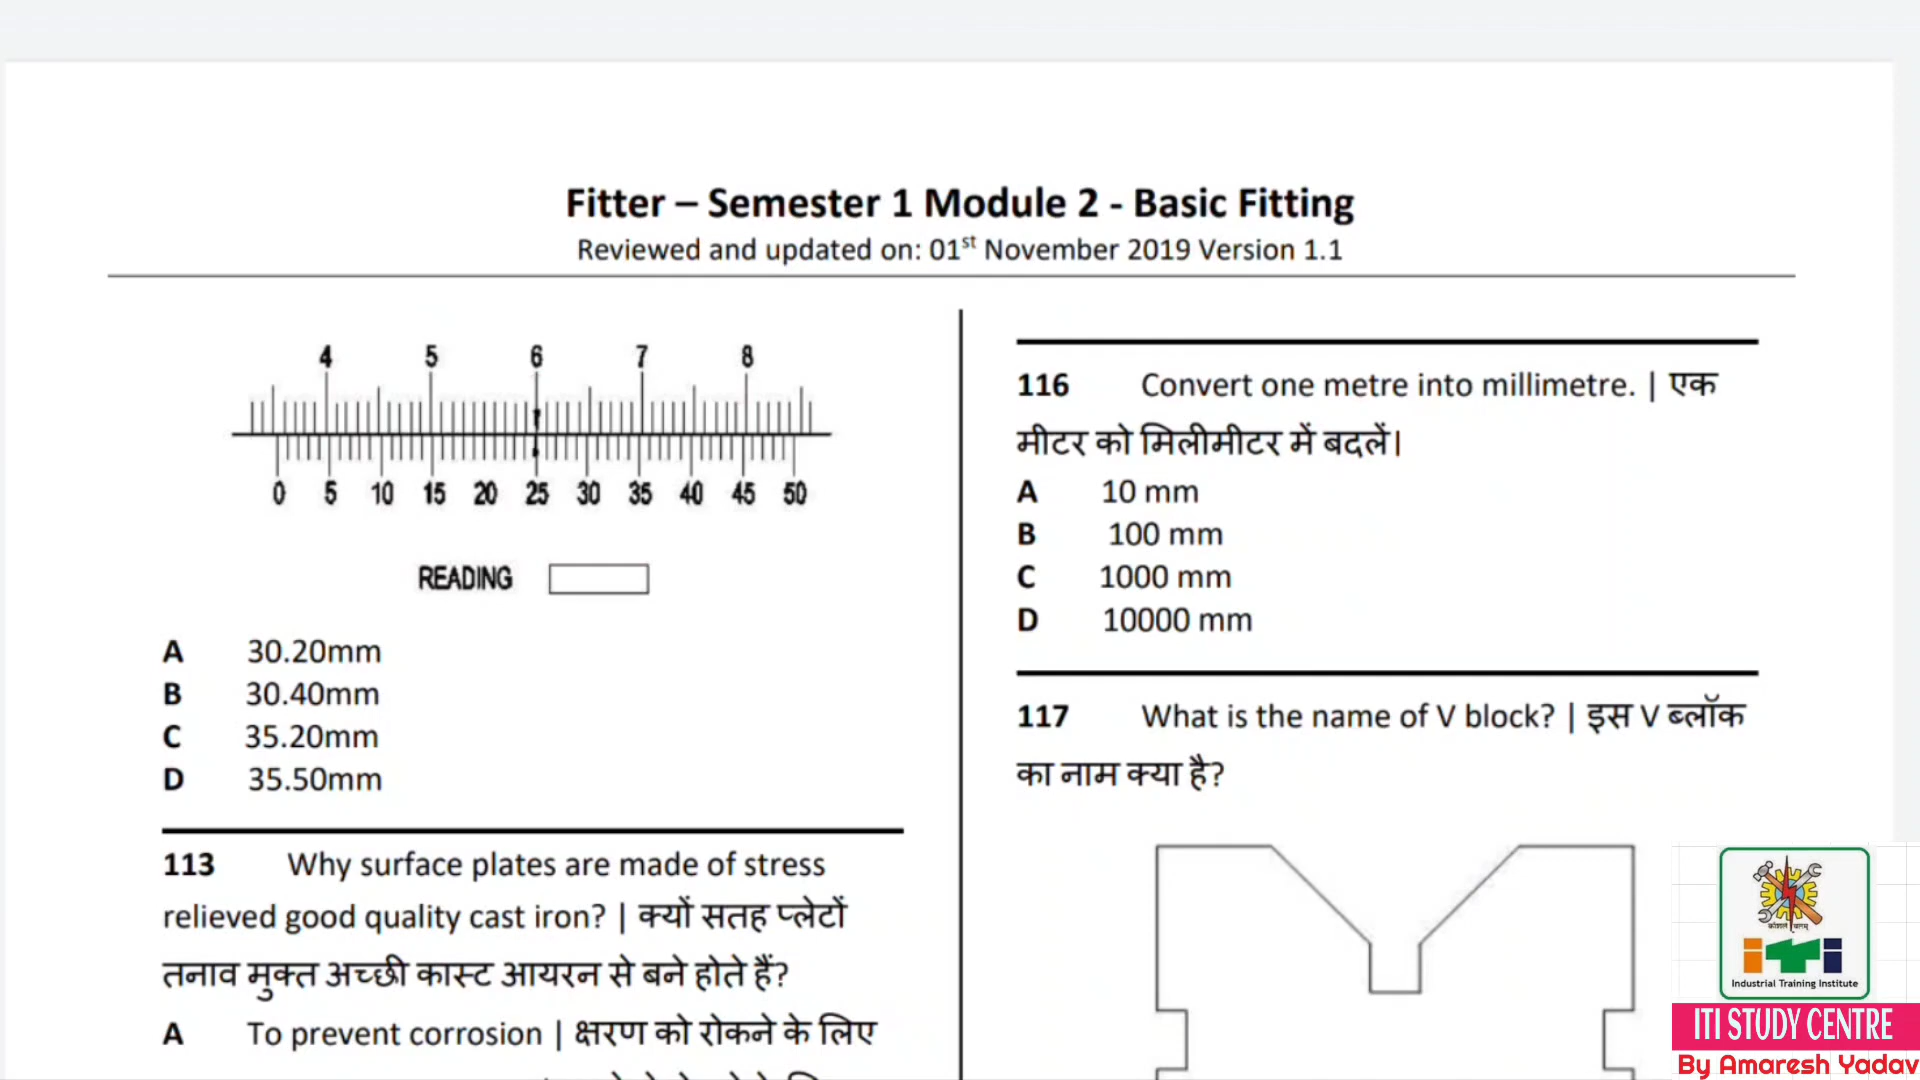 Fitter – Semester 1 Module 2 - Basic Fitting
Reviewed and updated on: 01st November 2019 Version 1.1
4 5 6 7 8
0 5 10 15 20 25 30 35 40 45 50
READING
A 30.20mm
B 30.40mm
C 35.20mm
D 35.50mm
113 Why surface plates are made of stress
relieved good quality cast iron? | क्यों सतह प्लेटों
तनाव मुक्त अच्छी कास्ट आयरन से बने होते हैं?
A To prevent corrosion | क्षरण को रोकने के लिए
116 Convert one metre into millimetre. | एक
मीटर को मिलीमीटर में बदलें।
A 10 mm
B 100 mm
C 1000 mm
D 10000 mm
117 What is the name of V block? | इस V ब्लॉक
का नाम क्या है?
iti
Industrial Training Institute
ITI STUDY CENTRE
By Amaresh Yadav